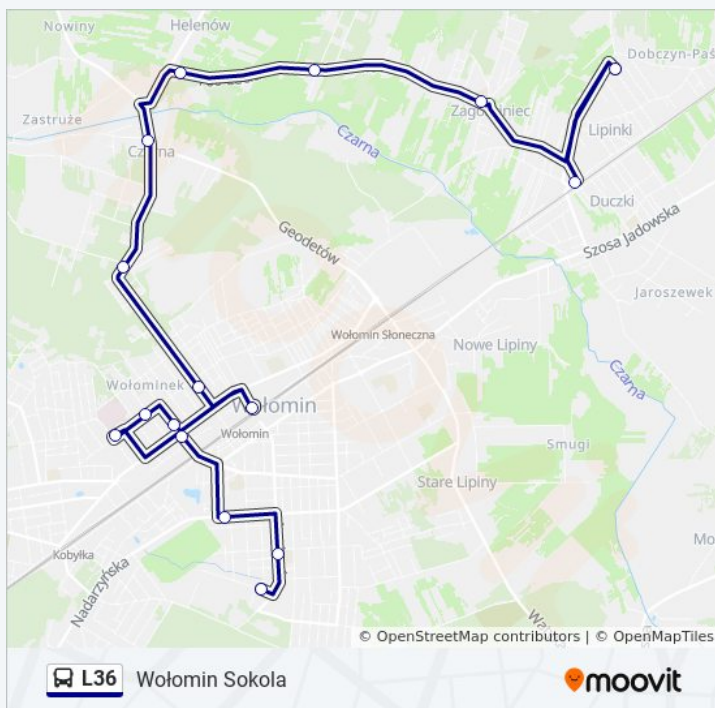 Nowiny
Helenów
Dobczyn-Paś
Zastruże
Lipinki
Czarna
Czarna
Duczki
Geodetów
Szosa Jadowska
Jaroszewek
Wołomin Słoneczna
Nowe Lipiny
Czarna
Wołominek
Wołomin
Wołomin
Smugi
Stare Lipiny
Kobyłka
Nadarzyńska
© OpenStreetMap contributors | © OpenMapTiles
L36 Wołomin Sokola
moovit